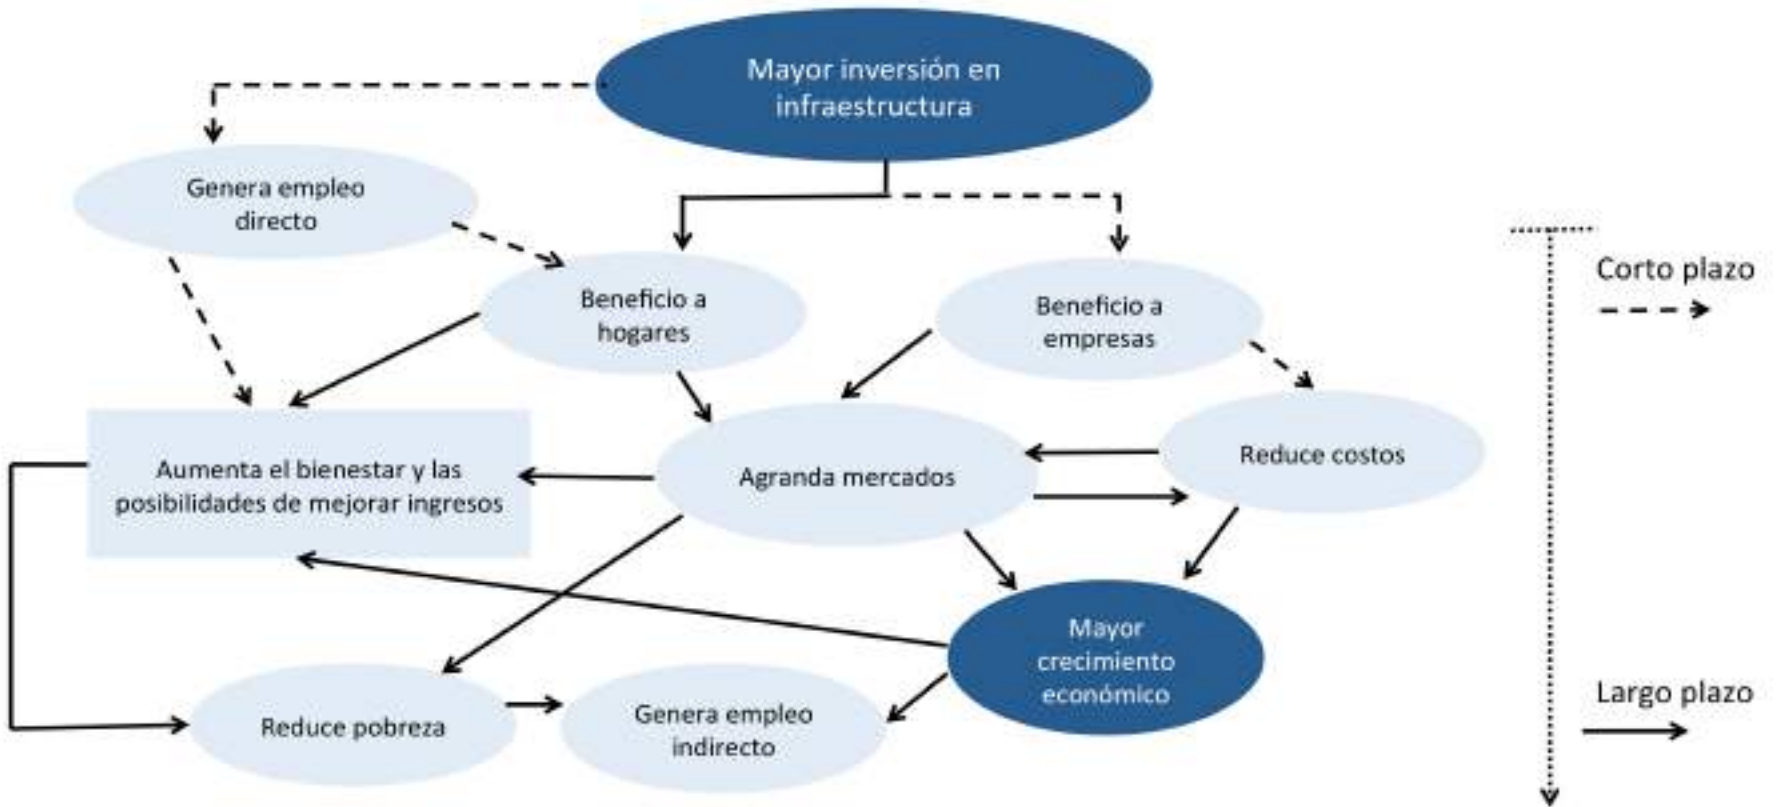 Mayor inversión en
infraestructura
Genera empleo
directo
Beneficio a
hogares
Beneficio a
empresas
Corto plazo
Aumenta el bienestar y las
posibilidades de mejorar ingresos
Agranda mercados
Reduce costos
Mayor
crecimiento
económico
Reduce pobreza
Genera empleo
indirecto
Largo plazo